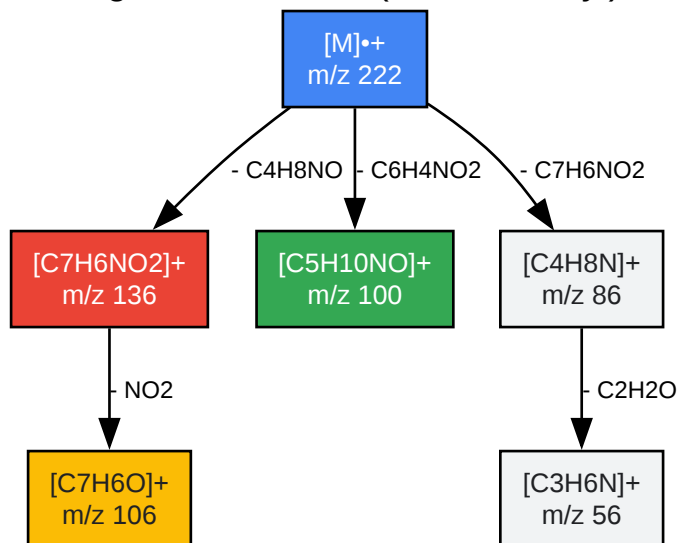 [M]•+
m/z 222
- C4H8NO
- C6H4NO2
- C7H6NO2
[C7H6NO2]+
m/z 136
[C5H10NO]+
m/z 100
[C4H8N]+
m/z 86
- NO2
- C2H2O
[C7H6O]+
m/z 106
[C3H6N]+
m/z 56